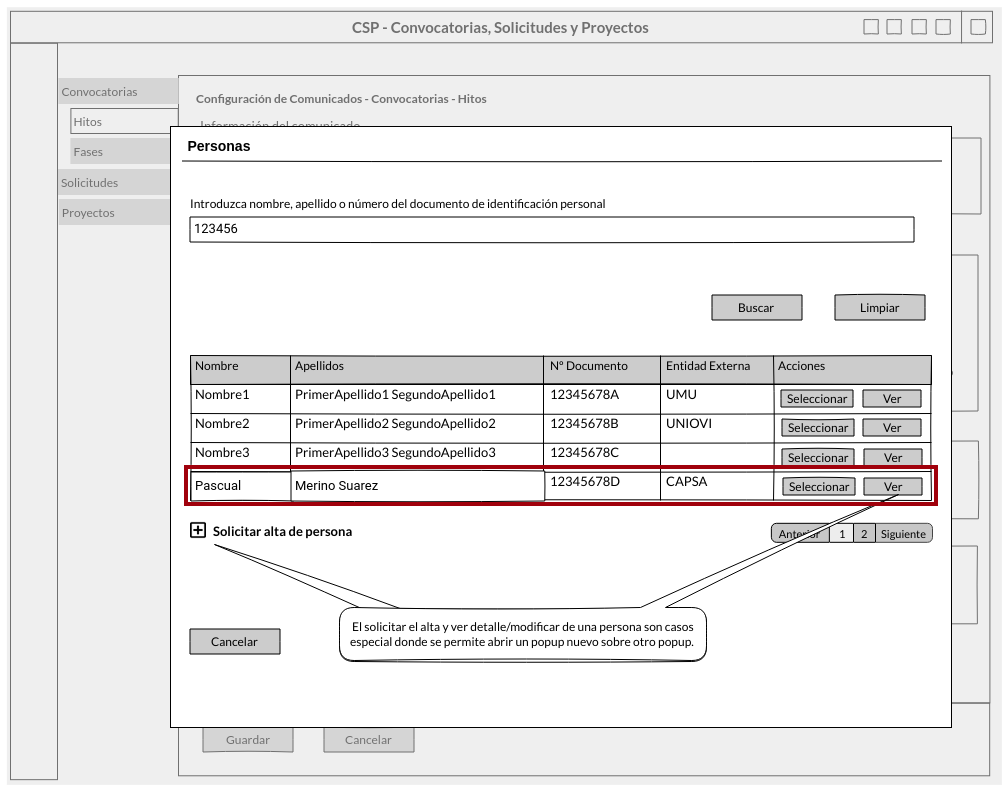 CSP - Convocatorias, Solicitudes y Proyectos
Convocatorias
Hitos
Fases
Solicitudes
Proyectos
Configuración de Comunicados - Convocatorias - Hitos
Información del comunicado
Personas
Introduzca nombre, apellido o número del documento de identificación personal
123456
Buscar Limpiar
Nombre Apellidos Nº Documento Entidad Externa Acciones
Nombre1 PrimerApellido1 SegundoApellido1 12345678A UMU Seleccionar Ver
Nombre2 PrimerApellido2 SegundoApellido2 12345678B UNIOVI Seleccionar Ver
Nombre3 PrimerApellido3 SegundoApellido3 12345678C Seleccionar Ver
Pascual Merino Suarez 12345678D CAPSA Seleccionar Ver
Solicitar alta de persona Anterior 1 2 Siguiente
El solicitar el alta y ver detalle/modificar de una persona son casos
especial donde se permite abrir un popup nuevo sobre otro popup.
Cancelar
Guardar Cancelar